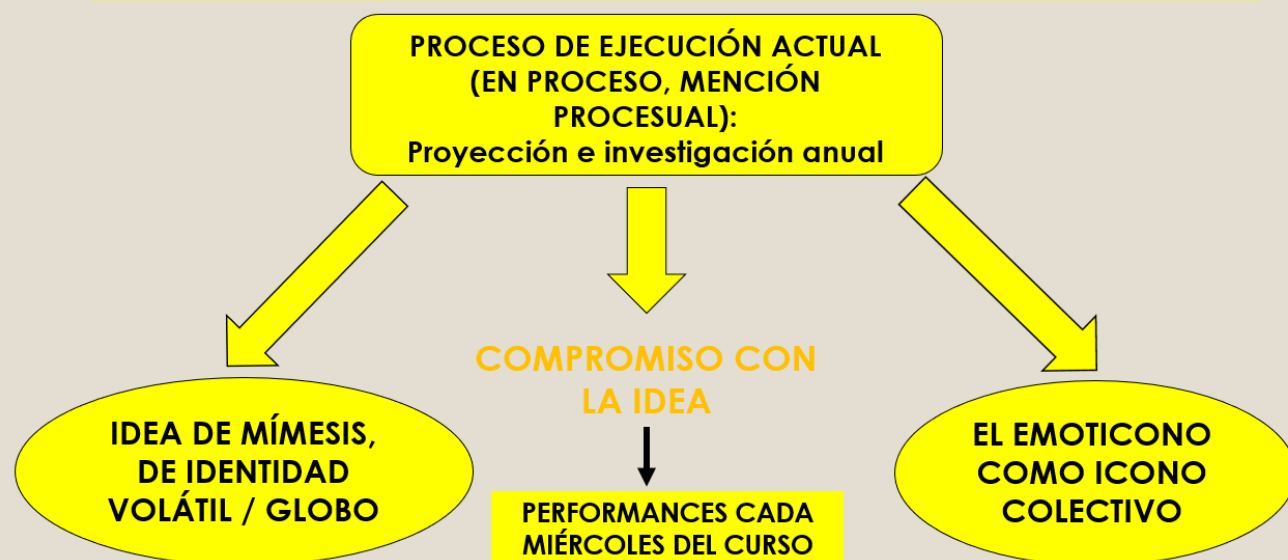 PROCESO DE EJECUCIÓN ACTUAL
(EN PROCESO, MENCIÓN
PROCESUAL):
Proyección e investigación anual
IDEA DE MÍMESIS,
DE IDENTIDAD
VOLÁTIL / GLOBO
COMPROMISO CON
LA IDEA
PERFORMANCES CADA
MIÉRCOLES DEL CURSO
EL EMOTICONO
COMO ICONO
COLECTIVO